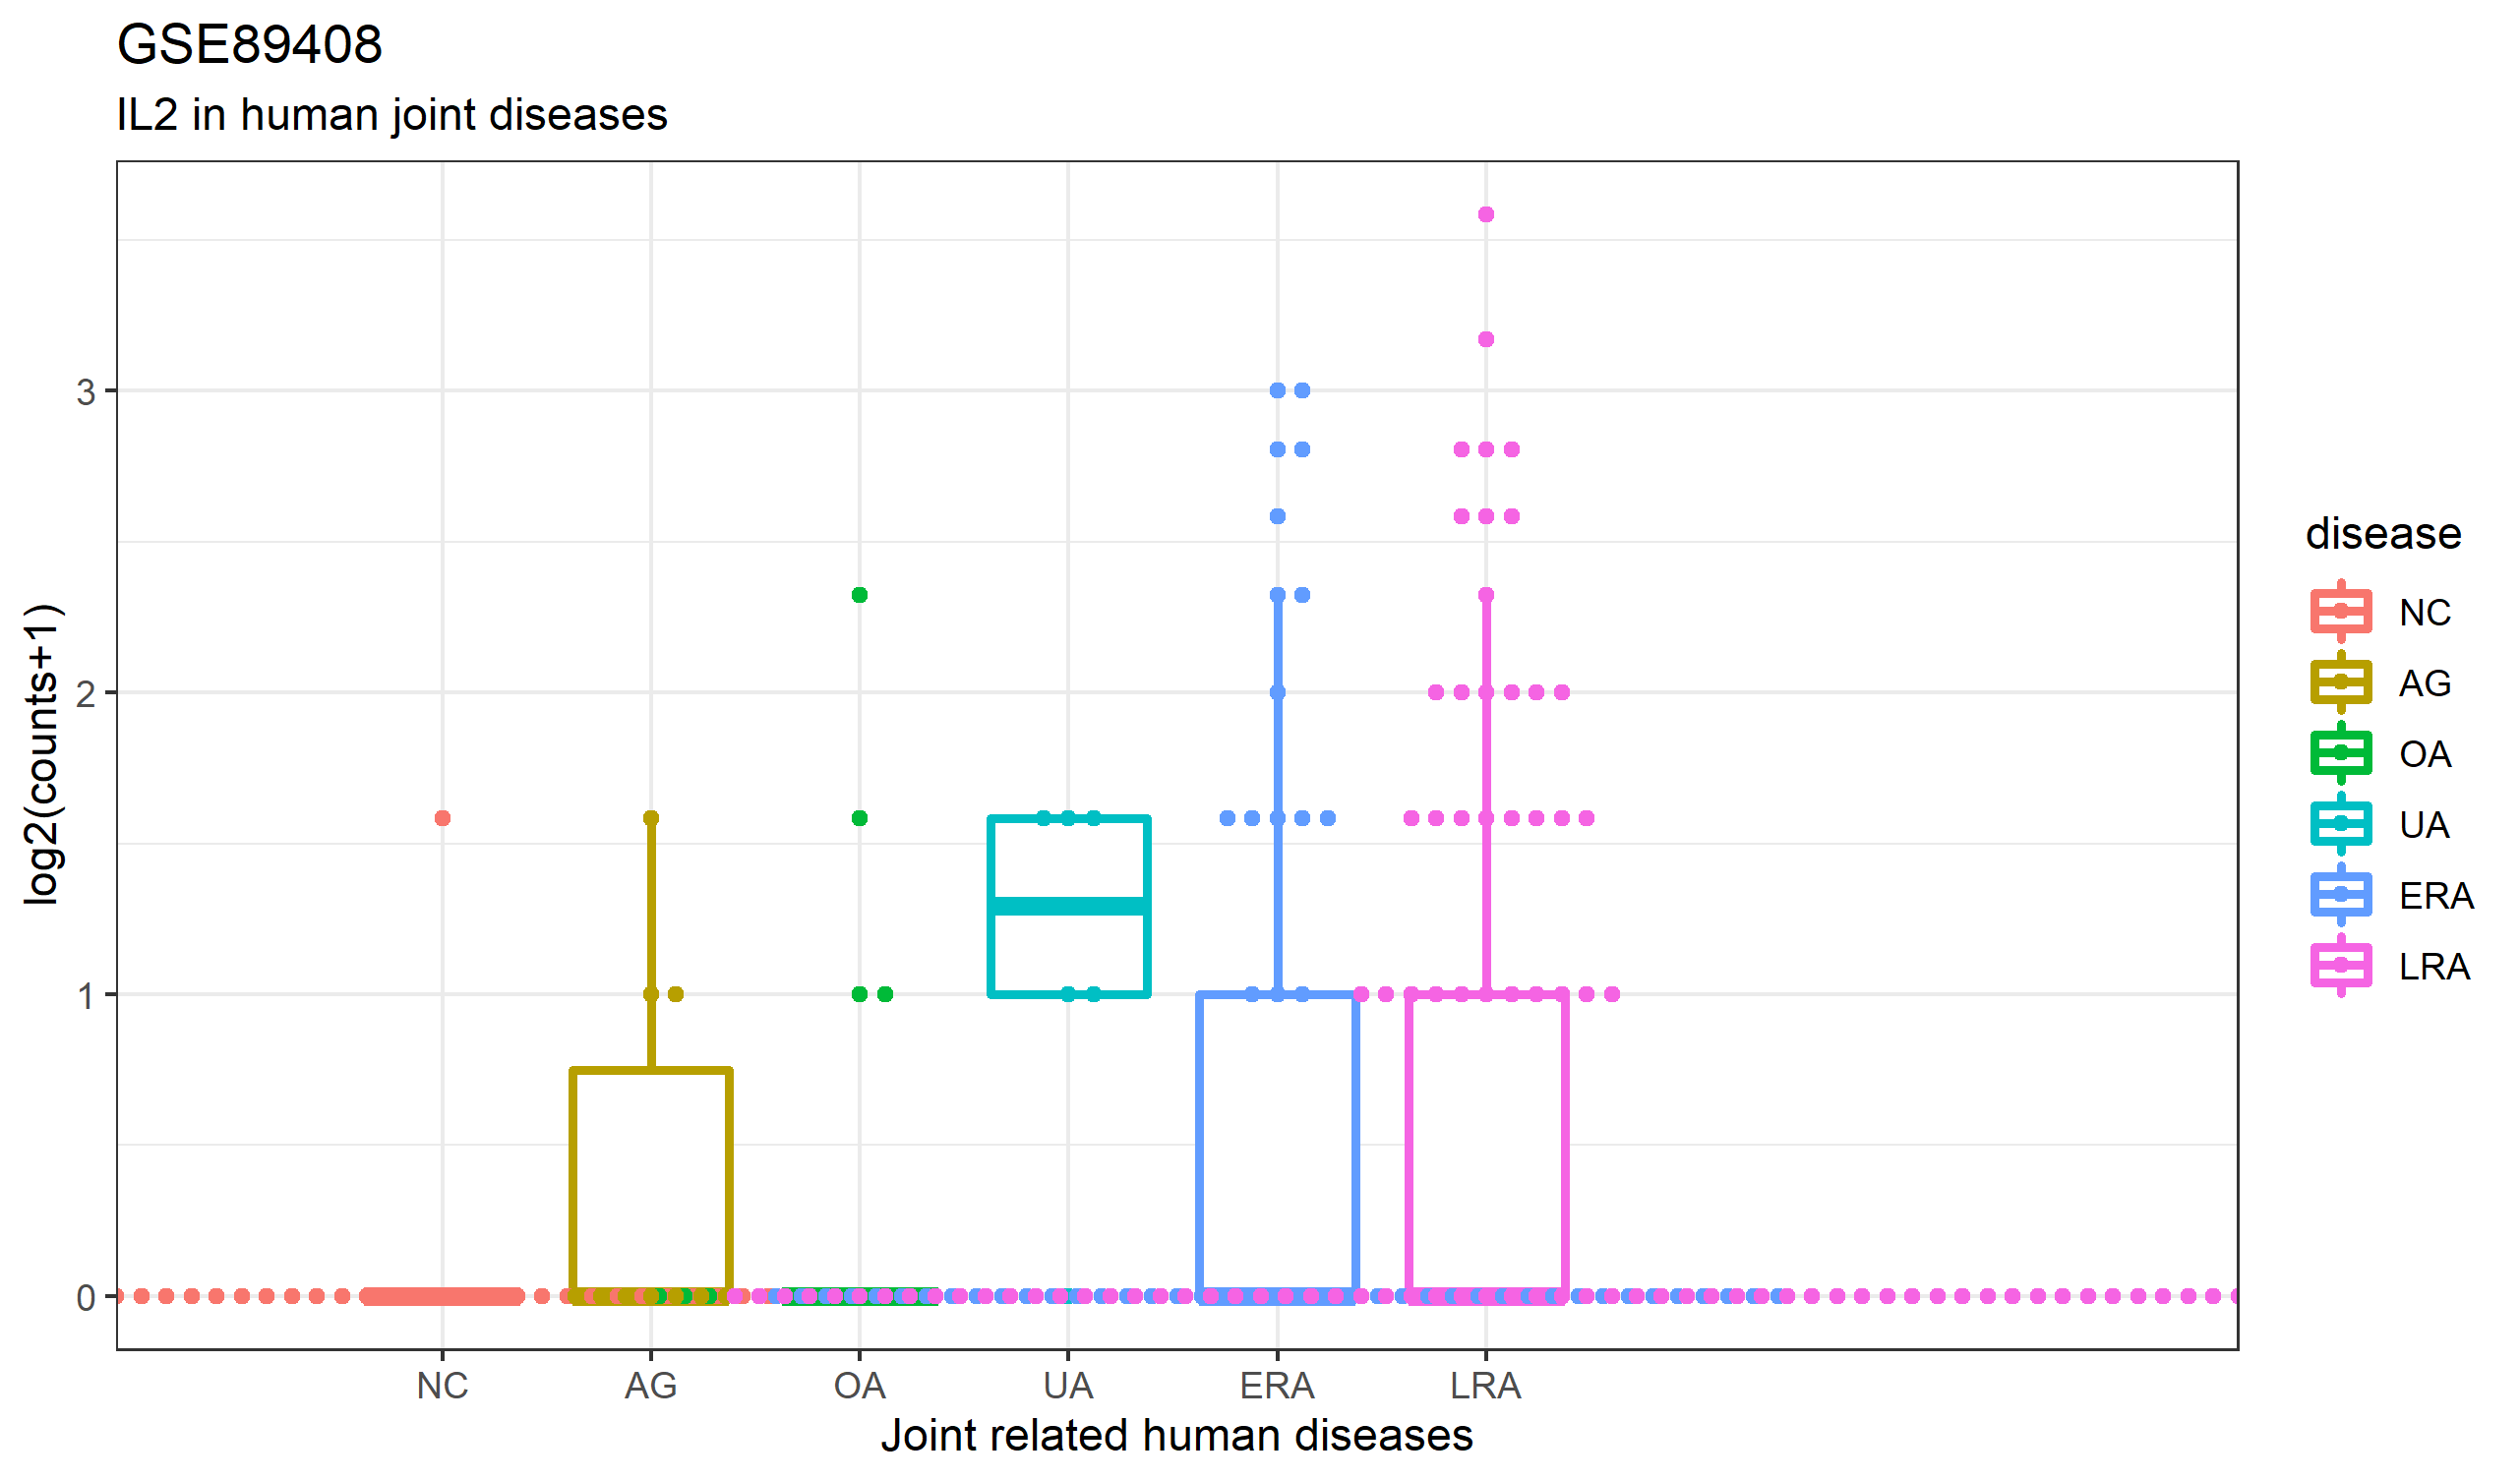 GSE89408
IL2 in human joint diseases
log2(counts+1)
3
2
1
0
NC AG OA UA ERA LRA
Joint related human diseases
disease
NC
AG
OA
UA
ERA
LRA